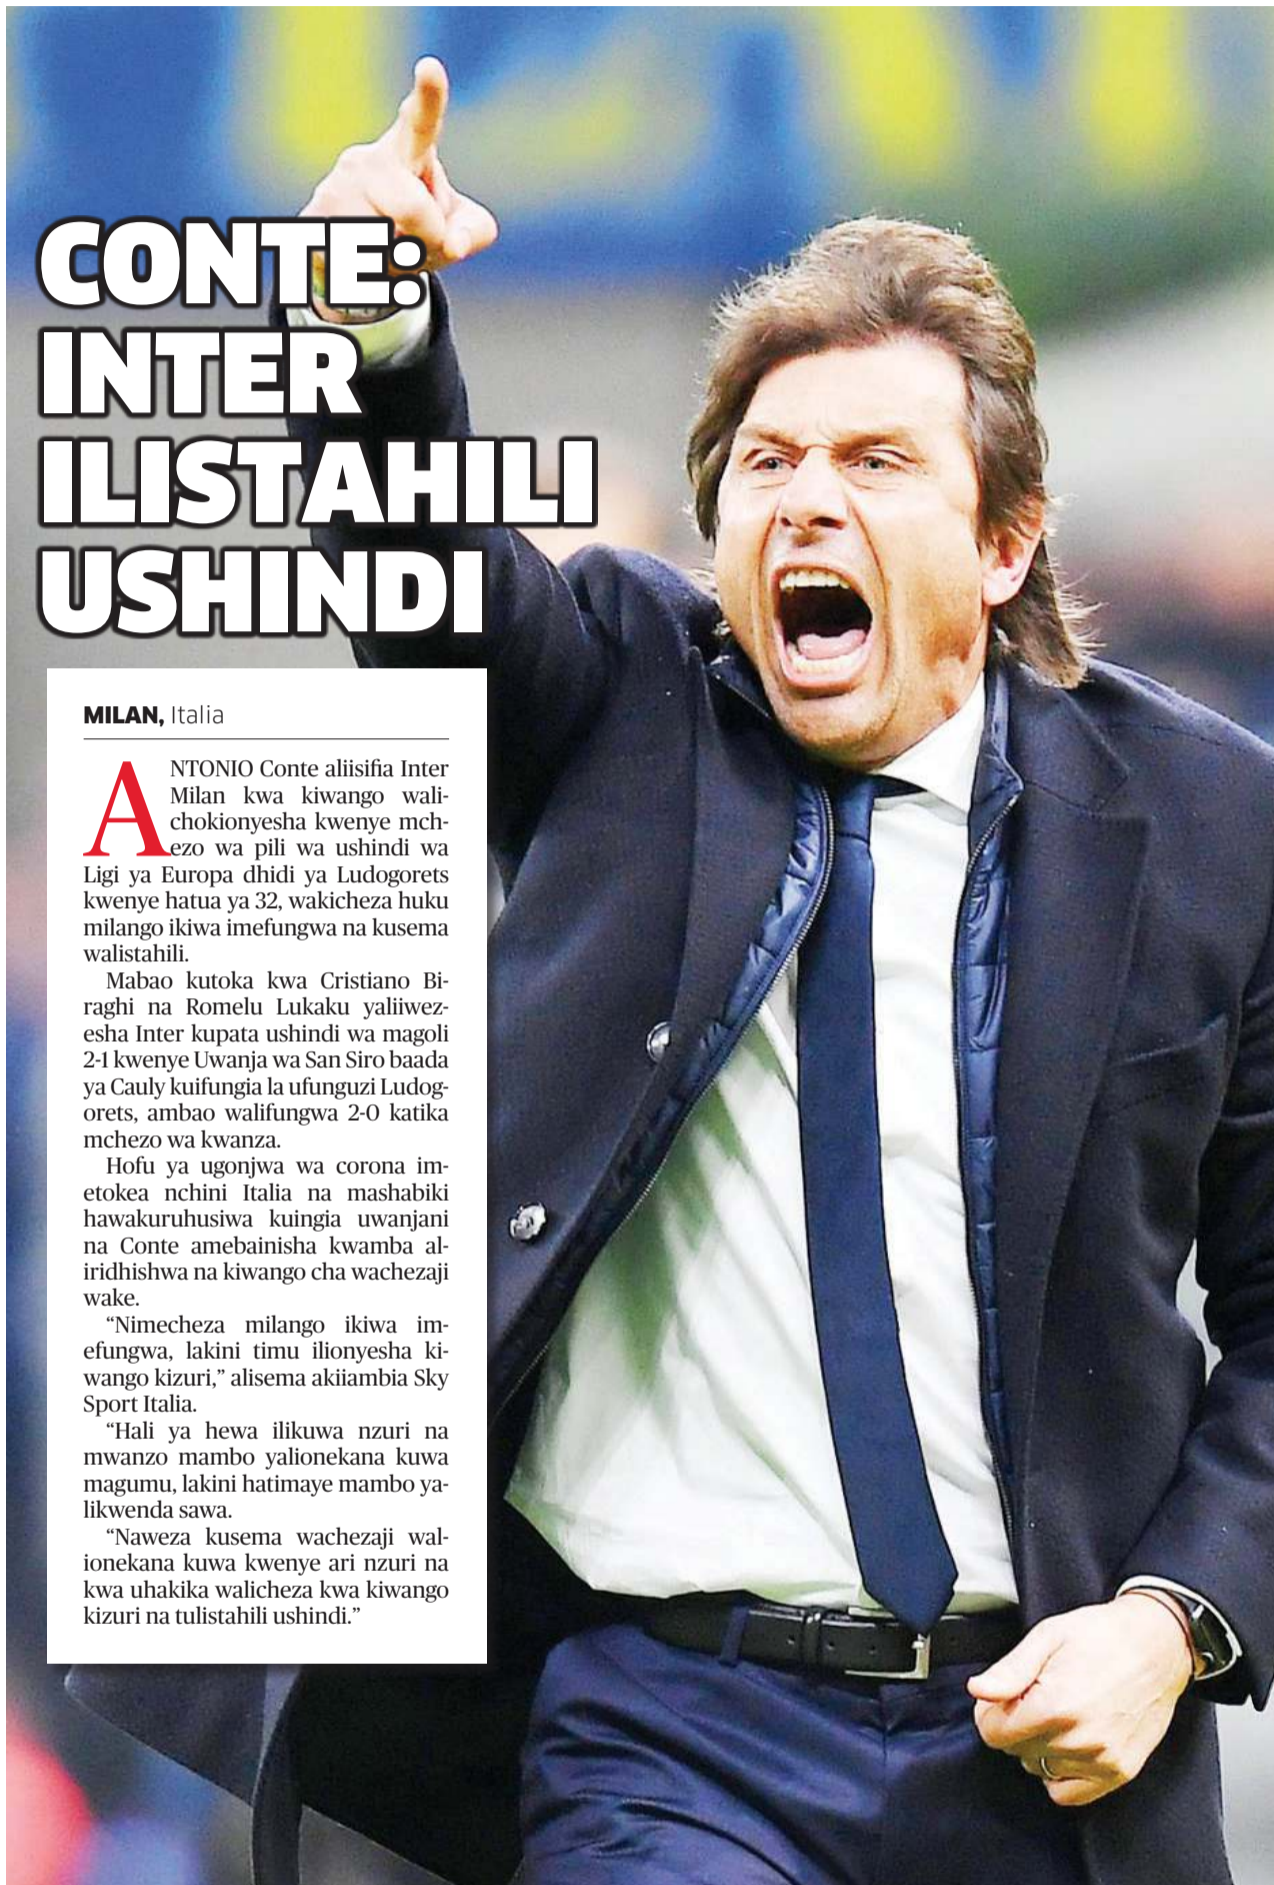 CONTE:
INTER
ILISTAHILI
USHINDI
MILAN, Italia
ANTONIO Conte aliisifia Inter
Milan kwa kiwango wali-
chokionyesha kwenye mch-
ezo wa pili wa ushindi wa
Ligi ya Europa dhidi ya Ludogorets
kwenye hatua ya 32, wakicheza huku
milango ikiwa imefungwa na kusema
walistahili.
Mabao kutoka kwa Cristiano Bi-
raghi na Romelu Lukaku yaliiwez-
esha Inter kupata ushindi wa magoli
2-1 kwenye Uwanja wa San Siro baada
ya Cauly kuifungia la ufunguzi Ludog-
orets, ambao walifungwa 2-0 katika
mchezo wa kwanza.
Hofu ya ugonjwa wa corona im-
etokea nchini Italia na mashabiki
hawakuruhusiwa kuingia uwanjani
na Conte amebainisha kwamba al-
iridhishwa na kiwango cha wachezaji
wake.
“Nimecheza milango ikiwa im-
efungwa, lakini timu ilionyesha ki-
wango kizuri,” alisema akiiambia Sky
Sport Italia.
“Hali ya hewa ilikuwa nzuri na
mwanzo mambo yalionekana kuwa
magumu, lakini hatimaye mambo ya-
likwenda sawa.
“Naweza kusema wachezaji wal-
ionekana kuwa kwenye ari nzuri na
kwa uhakika walicheza kwa kiwango
kizuri na tulistahili ushindi.”